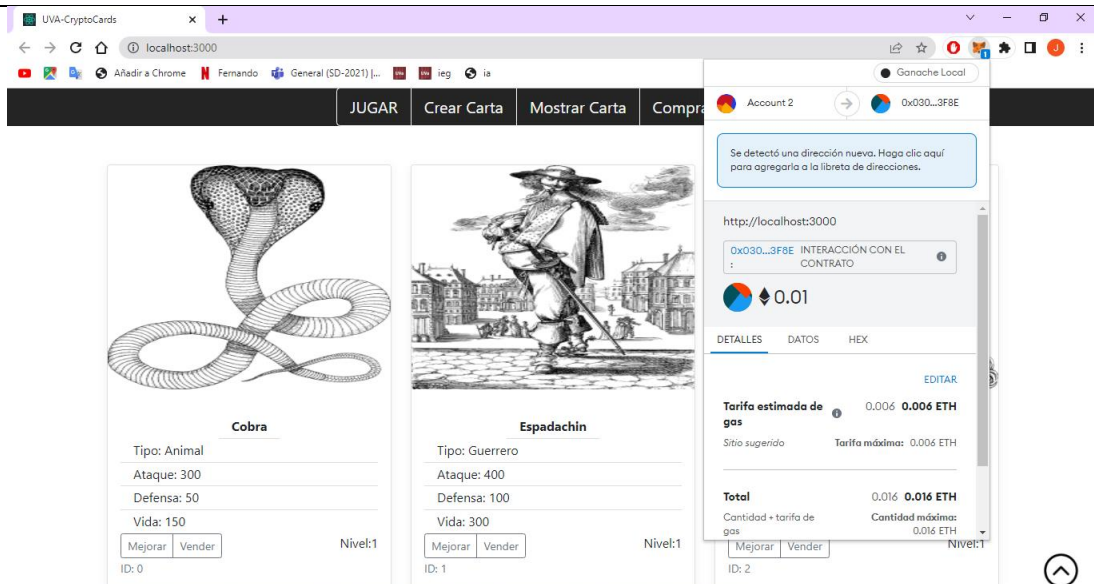 UVA-CryptoCards
localhost:3000
Añadir a Chrome
Fernando
General (SD-2021) |...
ieg
ia
J
1
Ganache Local
JUGAR
Crear Carta
Mostrar Carta
Account 2
0x030...3F8E
Se detectó una dirección nueva. Haga clic aquí
para agregarla a la libreta de direcciones.
http://localhost:3000
0x030...3F8E INTERACCIÓN CON EL
: CONTRATO
0.01
DETALLES DATOS HEX
EDITAR
Tarifa estimada de 0.006 0.006 ETH
gas
Sitio sugerido Tarifa máxima: 0.006 ETH
Total 0.016 0.016 ETH
Cantidad + tarifa de Cantidad máxima:
gas 0.016 ETH
Cobra
Tipo: Animal
Ataque: 300
Defensa: 50
Vida: 150
Mejorar Vender Nivel:1
ID: 0
Espadachin
Tipo: Guerrero
Ataque: 400
Defensa: 100
Vida: 300
Mejorar Vender Nivel:1
ID: 1
Mejorar Vender Nivel:1
ID: 2